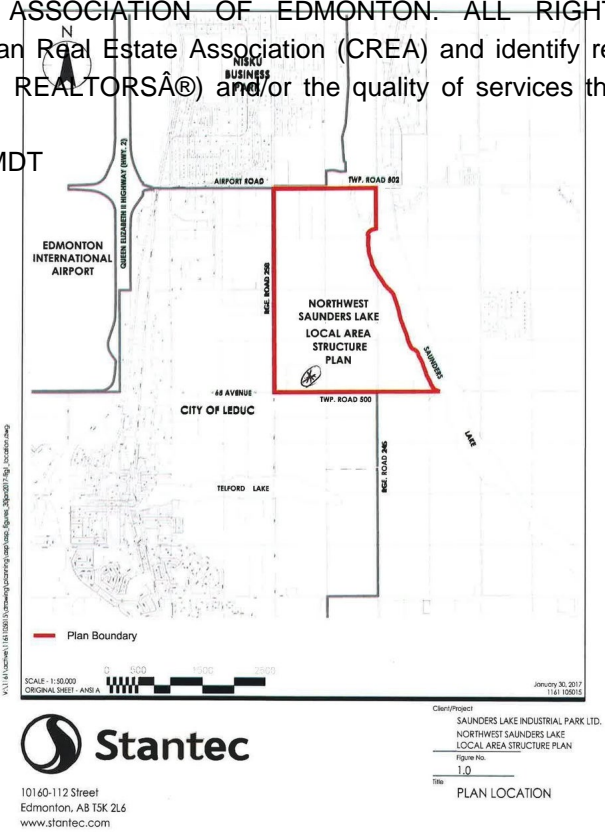 ASSOCIATION OF EDMONTON. ALL RIGHT
an Real Estate Association (CREA) and identify re
REALTORSÂ®) and/or the quality of services th
MDT
N
NISKU
BUSINESS
PARK
QUEEN ELIZABETH II HIGHWAY (HWY. 2)
AIRPORT ROAD
TWP. ROAD 502
EDMONTON
INTERNATIONAL
AIRPORT
RGE. ROAD 250
NORTHWEST
SAUNDERS LAKE
LOCAL AREA
STRUCTURE
PLAN
SAUNDERS
LAKE
65 AVENUE
TWP. ROAD 500
CITY OF LEDUC
RGE. ROAD 245
TELFORD LAKE
Plan Boundary
0 500 1500 2500
SCALE - 1: 50,000
ORIGINAL SHEET - ANSI A
January 30, 2017
1161 105015
Stantec
10160-112 Street
Edmonton, AB T5K 2L6
www.stantec.com
Client/Project
SAUNDERS LAKE INDUSTRIAL PARK LTD.
NORTHWEST SAUNDERS LAKE
LOCAL AREA STRUCTURE PLAN
Figure No.
1.0
Title
PLAN LOCATION